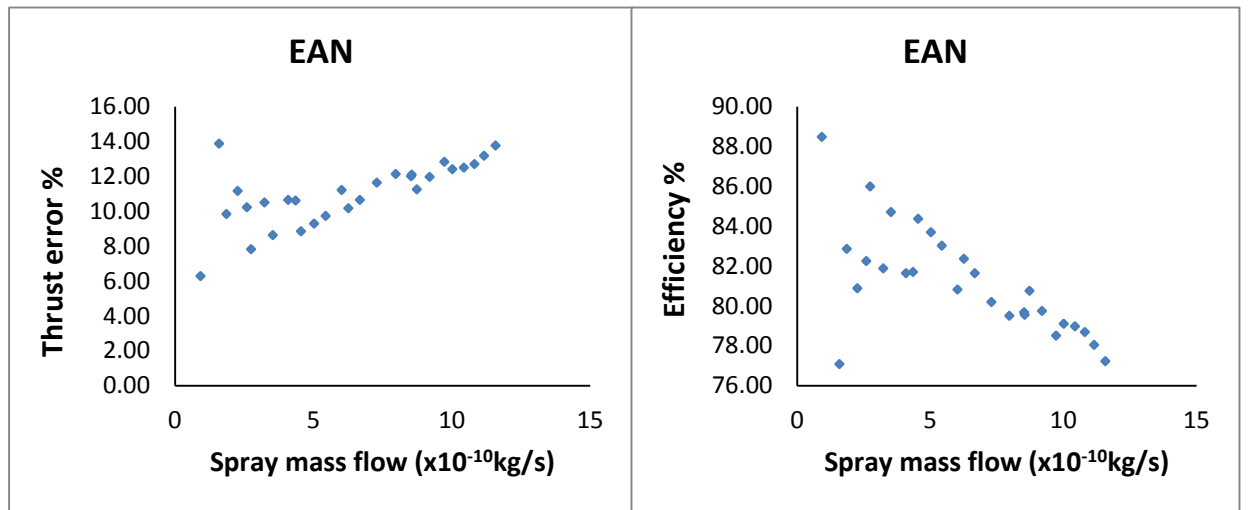 EAN
16.00
14.00
12.00
10.00
8.00
6.00
4.00
2.00
0.00
Thrust error %
0 5 10 15
Spray mass flow (x10⁻¹⁰kg/s)
EAN
90.00
88.00
86.00
84.00
82.00
80.00
78.00
76.00
Efficiency %
0 5 10 15
Spray mass flow (x10⁻¹⁰kg/s)